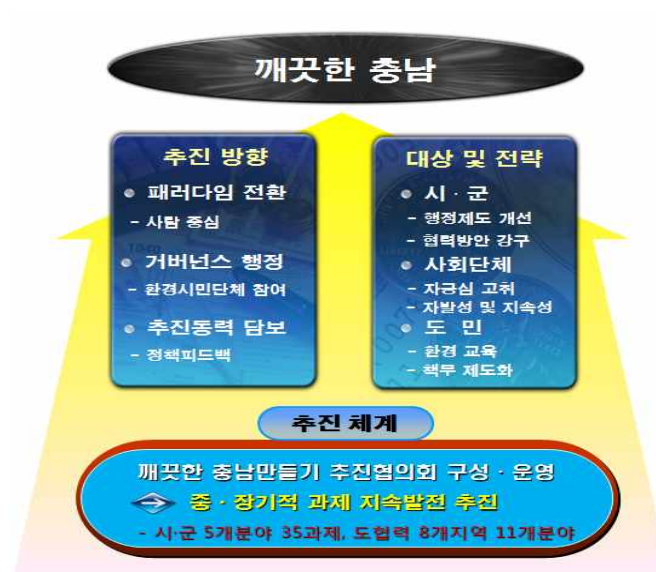 깨끗한 충남
추진 방향
패러다임 전환
- 사람 중심
거버넌스 행정
- 환경시민단체 참여
추진동력 담보
- 정책피드백
대상 및 전략
시 · 군
- 행정제도 개선
- 협력방안 강구
사회단체
- 자긍심 고취
- 자발성 및 지속성
도 민
- 환경 교육
- 책무 제도화
추진 체계
깨끗한 충남만들기 추진협의회 구성 · 운영
중 · 장기적 과제 지속발전 추진
- 시·군 5개분야 35과제, 도협력 8개지역 11개분야